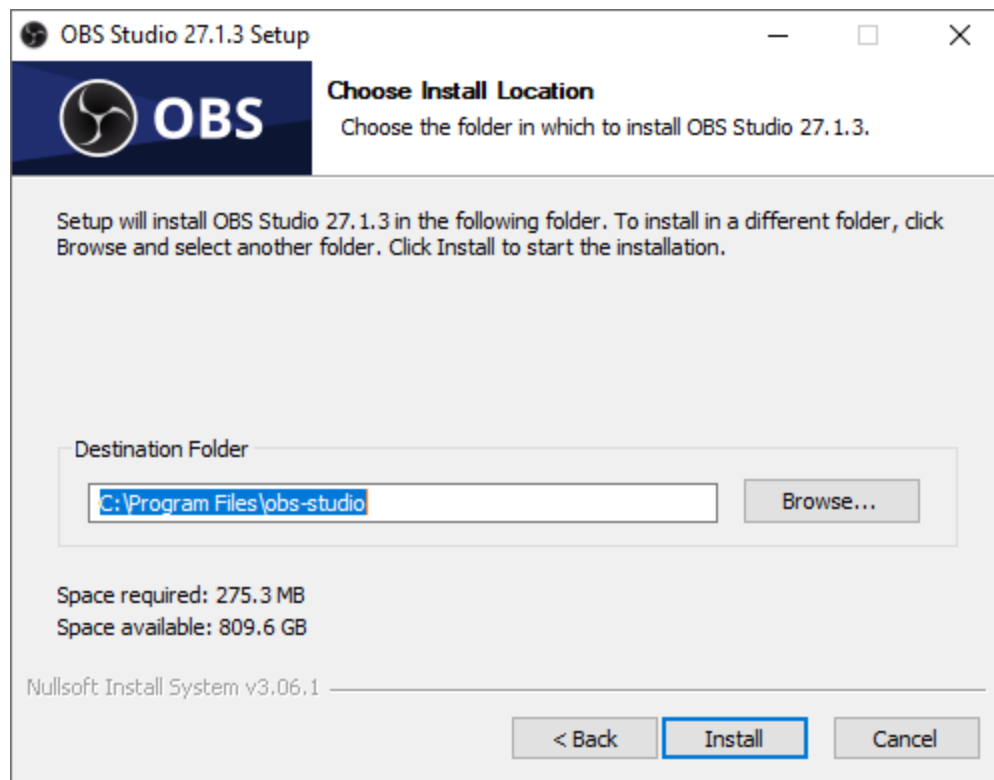 OBS Studio 27.1.3 Setup
OBS
Choose Install Location
Choose the folder in which to install OBS Studio 27.1.3.
Setup will install OBS Studio 27.1.3 in the following folder. To install in a different folder, click
Browse and select another folder. Click Install to start the installation.
Destination Folder
C:\Program Files\obs-studio
Browse...
Space required: 275.3 MB
Space available: 809.6 GB
Nullsoft Install System v3.06.1
< Back
Install
Cancel